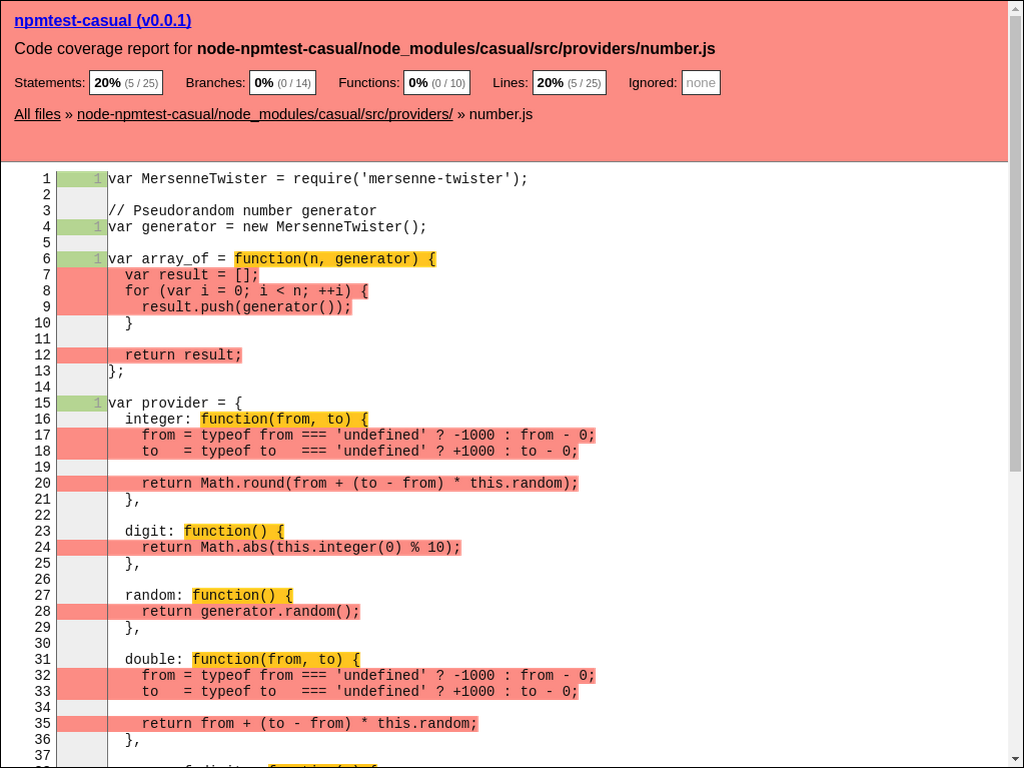 npmtest-casual (v0.0.1)
Code coverage report for node-npmtest-casual/node_modules/casual/src/providers/number.js
Statements: 20% (5 / 25) Branches: 0% (0 / 14) Functions: 0% (0 / 10) Lines: 20% (5 / 25) Ignored: none
All files » node-npmtest-casual/node_modules/casual/src/providers/ » number.js
1 1 var MersenneTwister = require('mersenne-twister');
2
3 // Pseudorandom number generator
4 1 var generator = new MersenneTwister();
5
6 1 var array_of = function(n, generator) {
7 var result = [];
8 for (var i = 0; i < n; ++i) {
9 result.push(generator());
10 }
11
12 return result;
13 };
14
15 1 var provider = {
16 integer: function(from, to) {
17 from = typeof from === 'undefined' ? -1000 : from - 0;
18 to   = typeof to   === 'undefined' ? +1000 : to - 0;
19
20 return Math.round(from + (to - from) * this.random);
21 },
22
23 digit: function() {
24 return Math.abs(this.integer(0) % 10);
25 },
26
27 random: function() {
28 return generator.random();
29 },
30
31 double: function(from, to) {
32 from = typeof from === 'undefined' ? -1000 : from - 0;
33 to   = typeof to   === 'undefined' ? +1000 : to - 0;
34
35 return from + (to - from) * this.random;
36 },
37